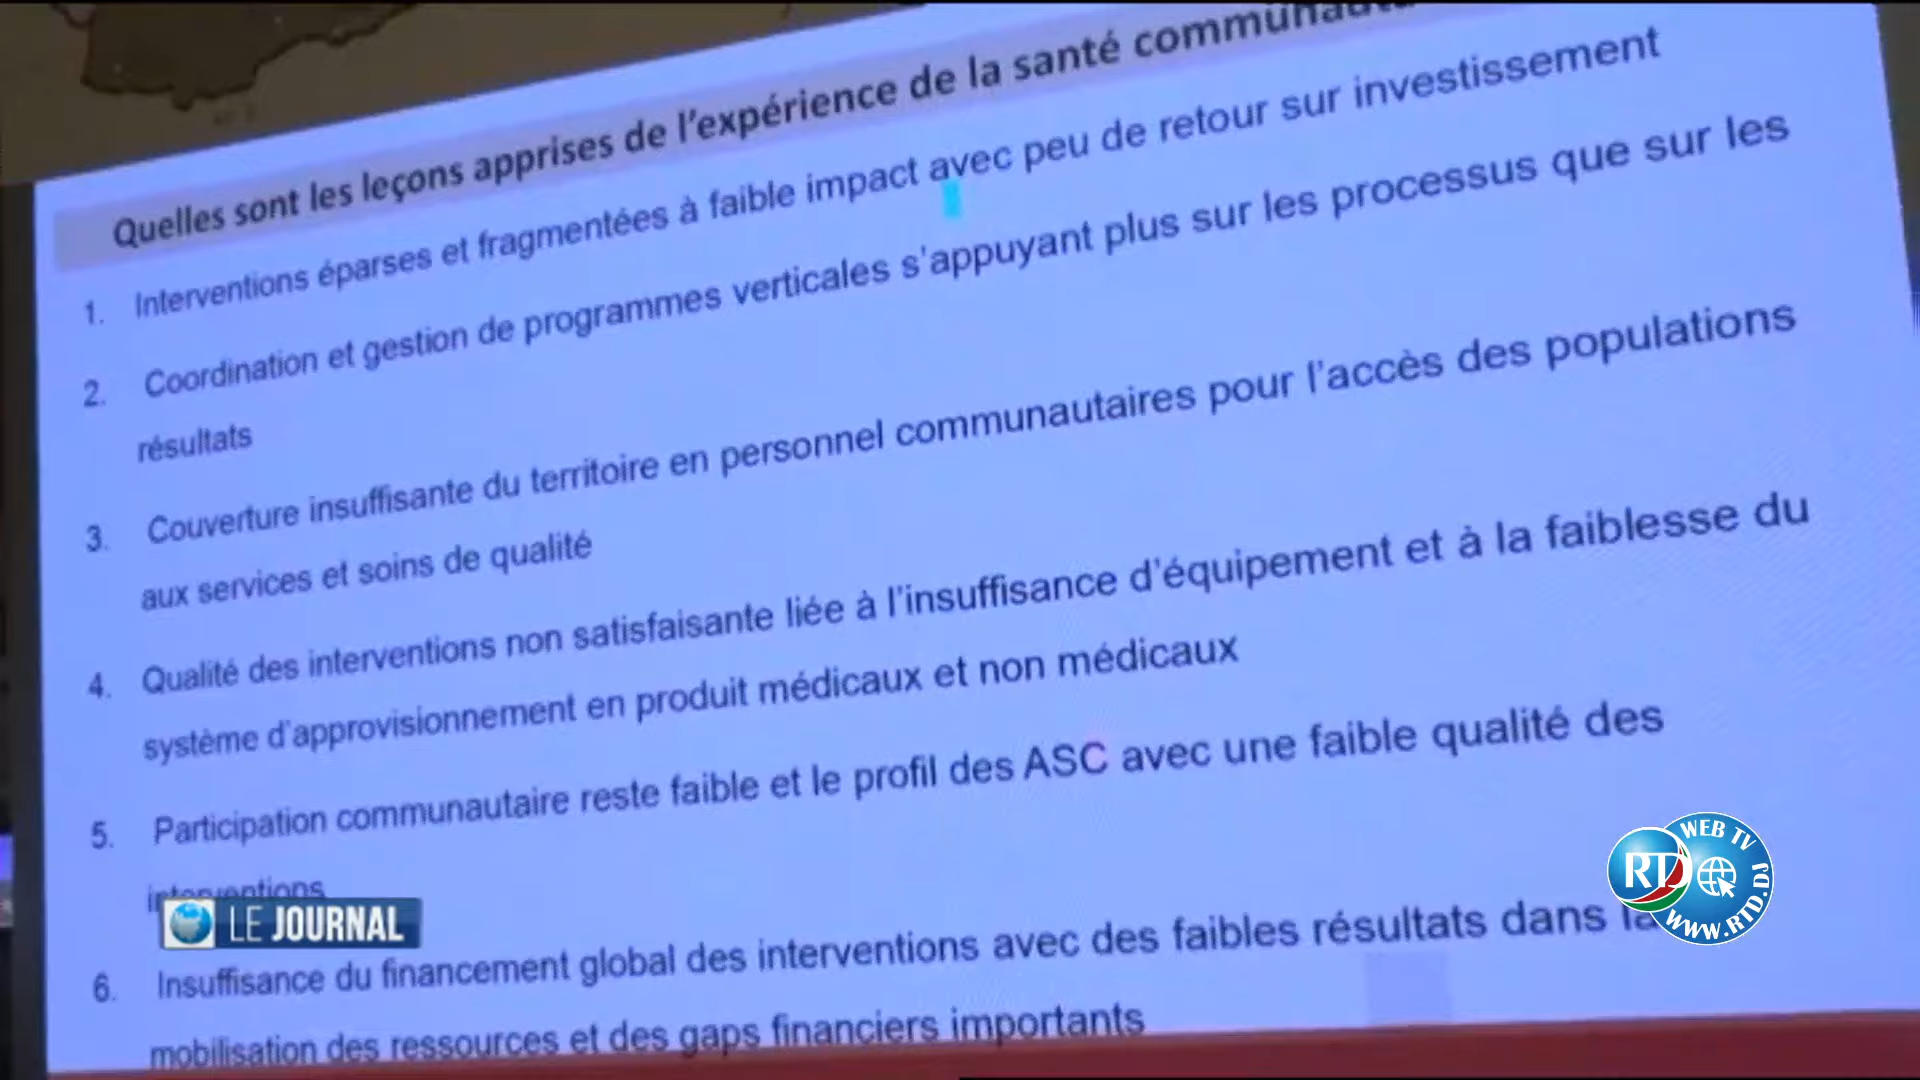 Quelles sont les leçons apprises de l'expérience de la santé
1. Interventions éparses et fragmentées à faible impact avec peu de retour sur investissement
2. Coordination et gestion de programmes verticales s'appuyant plus sur les processus que sur les
résultats
3. Couverture insuffisante du territoire en personnel communautaires pour l'accès des populations
aux services et soins de qualité
4. Qualité des interventions non satisfaisante liée à l'insuffisance d'équipement et à la faiblesse du
système d'approvisionnement en produit médicaux et non médicaux
5. Participation communautaire reste faible et le profil des ASC avec une faible qualité des
interventions
6. Insuffisance du financement global des interventions avec des faibles résultats dans la
mobilisation des ressources et des gaps financiers importants
LE JOURNAL
WEB TV
RTD
WWW.RTD.DJ